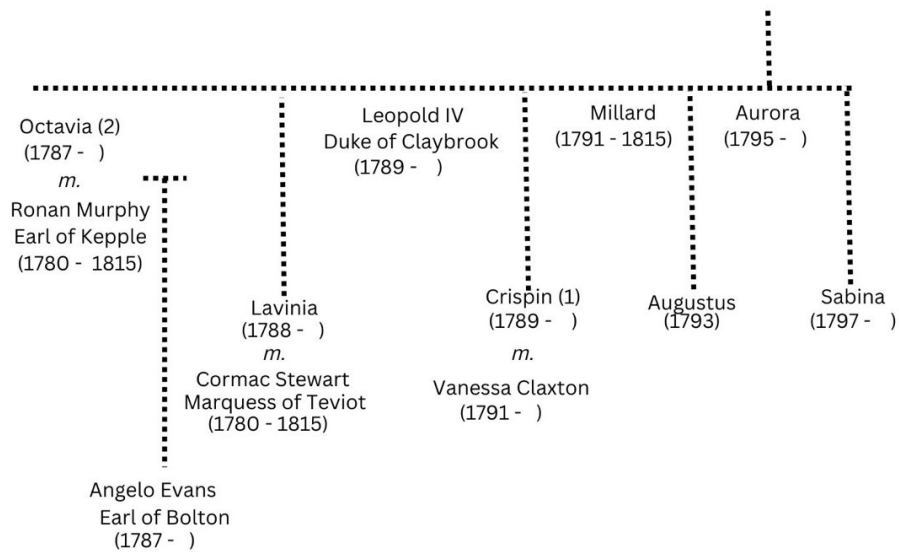 Octavia (2)
(1787 -   )
m.
Ronan Murphy
Earl of Kepple
(1780 - 1815)
Angelo Evans
Earl of Bolton
(1787 -   )
Lavinia
(1788 -   )
m.
Cormac Stewart
Marquess of Teviot
(1780 - 1815)
Leopold IV
Duke of Claybrook
(1789 -   )
Crispin (1)
(1789 -   )
m.
Vanessa Claxton
(1791 -   )
Millard
(1791 - 1815)
Augustus
(1793)
Aurora
(1795 -   )
Sabina
(1797 -   )